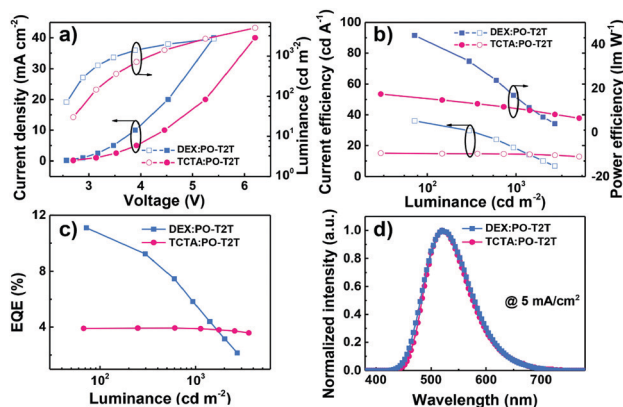 a)
Current density (mA cm-2)
40
30
20
10
0
DEX:PO-T2T
TCTA:PO-T2T
3 4 5 6
Voltage (V)
10³
10²
10¹
10⁰
Luminance (cd m-2)
b)
Current efficiency (cd A-1)
100
80
60
40
20
0
DEX:PO-T2T
TCTA:PO-T2T
10² 10³
Luminance (cd m-2)
40
20
0
-20
Power efficiency (lm W-1)
c)
EQE (%)
12%
8%
4%
0
DEX:PO-T2T
TCTA:PO-T2T
10² 10³
Luminance (cd m-2)
d)
Normalized intensity (a.u.)
1.0
0.8
0.6
0.4
0.2
0.0
DEX:PO-T2T
TCTA:PO-T2T
@ 5 mA/cm²
400 500 600 700
Wavelength (nm)